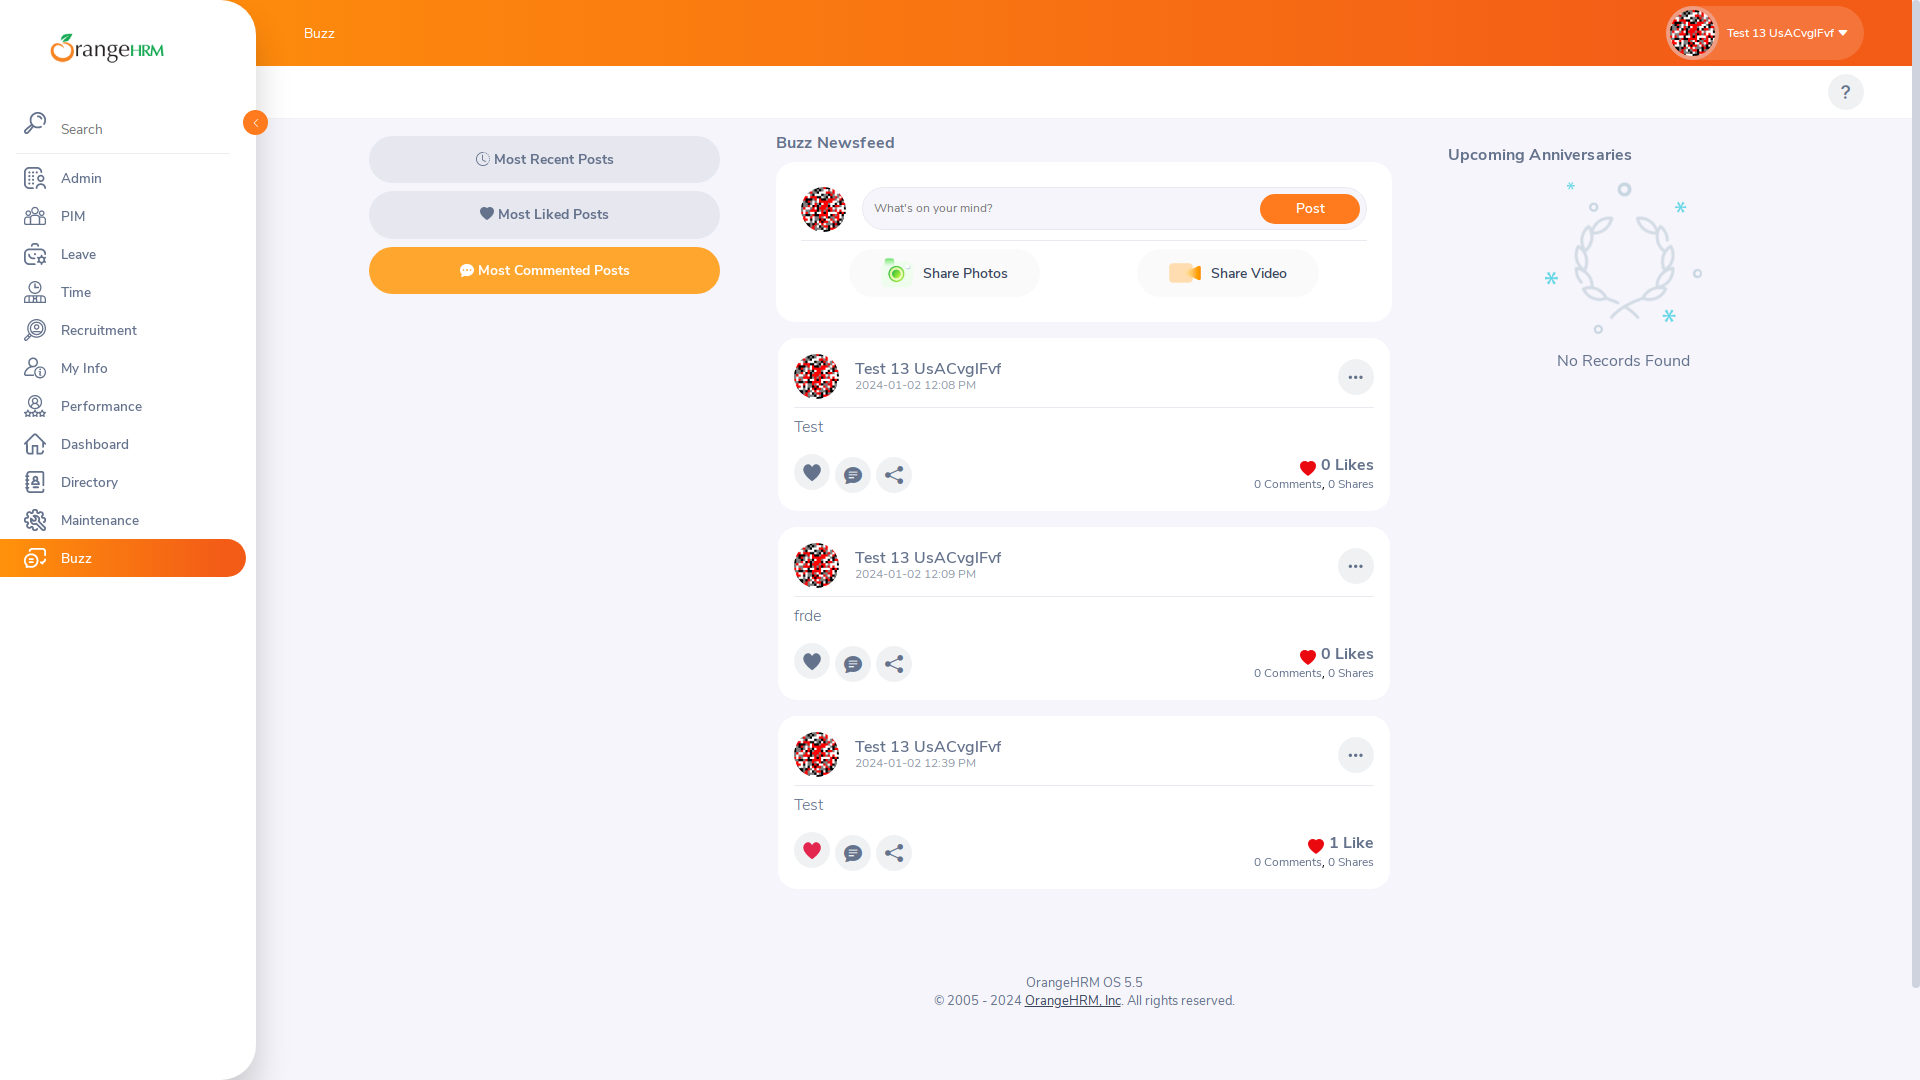 OrangeHRM
Search
Admin
PIM
Leave
Time
Recruitment
My Info
Performance
Dashboard
Directory
Maintenance
Buzz
Buzz
Test 13 UsACvgIFvf
?
Most Recent Posts
Most Liked Posts
Most Commented Posts
Buzz Newsfeed
What's on your mind?
Post
Share Photos
Share Video
Test 13 UsACvgIFvf
2024-01-02 12:08 PM
Test
0 Likes
0 Comments, 0 Shares
Test 13 UsACvgIFvf
2024-01-02 12:09 PM
frde
0 Likes
0 Comments, 0 Shares
Test 13 UsACvgIFvf
2024-01-02 12:39 PM
Test
1 Like
0 Comments, 0 Shares
Upcoming Anniversaries
No Records Found
OrangeHRM OS 5.5
© 2005 - 2024 OrangeHRM, Inc. All rights reserved.